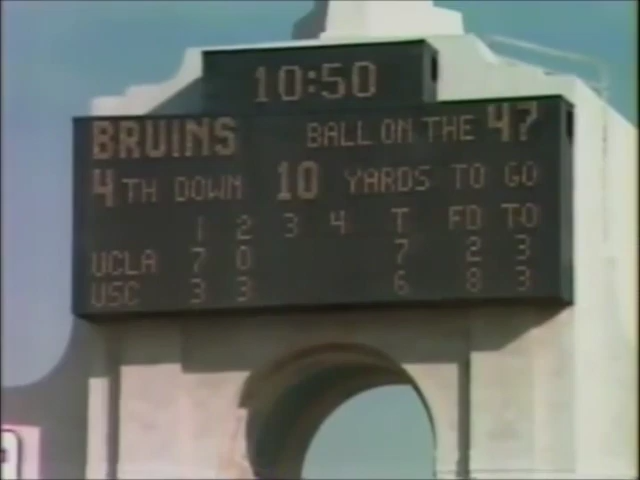 10:50
BRUINS BALL ON THE 47
4TH DOWN 10 YARDS TO GO
1 2 3 4 T FD TO
UCLA 7 0 7 2 3
USC 3 3 6 8 3